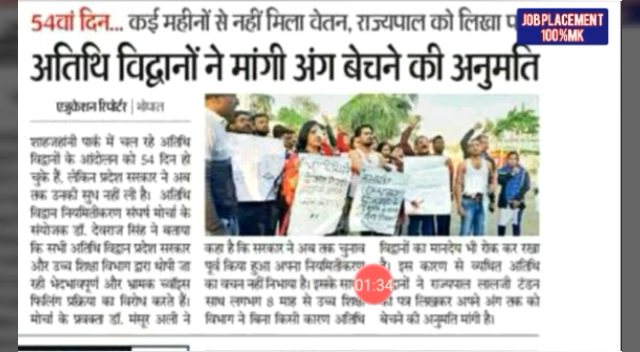 54वां दिन... कई महीनों से नहीं मिला वेतन, राज्यपाल को लिखा
JOB PLACEMENT
100%MK
अतिथि विद्वानों ने मांगी अंग बेचने की अनुमति
एजुकेशन रिपोर्टर | भोपाल
शाहजहांनी पार्क में चल रहे अतिथि
विद्वानों के आंदोलन को 54 दिन हो
चुके हैं, लेकिन प्रदेश सरकार ने अब
तक उनकी सुध नहीं ली है। अतिथि
विद्वान नियमितीकरण संघर्ष मोर्चा के
संयोजक डॉ. देवराज सिंह ने बताया
कि सभी अतिथि विद्वान प्रदेश सरकार
और उच्च शिक्षा विभाग द्वारा थोपी जा
रही भेदभावपूर्ण और भ्रामक च्वॉइस
फिलिंग प्रक्रिया का विरोध करते हैं।
मोर्चा के प्रवक्ता डॉ. मंसूर अली ने
कहा है कि सरकार ने अब तक चुनाव
पूर्व किया हुआ अपना नियमितीकरण
का वचन नहीं निभाया है। इसके
साथ लगभग 8 माह से उच्च शिक्षा
विभाग ने बिना किसी कारण अतिथि
विद्वानों का मानदेय भी रोक कर रखा
है। इस कारण से व्यथित अतिथि
ने राज्यपाल लालजी टंडन
को पत्र लिखकर अपने अंग तक को
बेचने की अनुमति मांगी है।
01:34